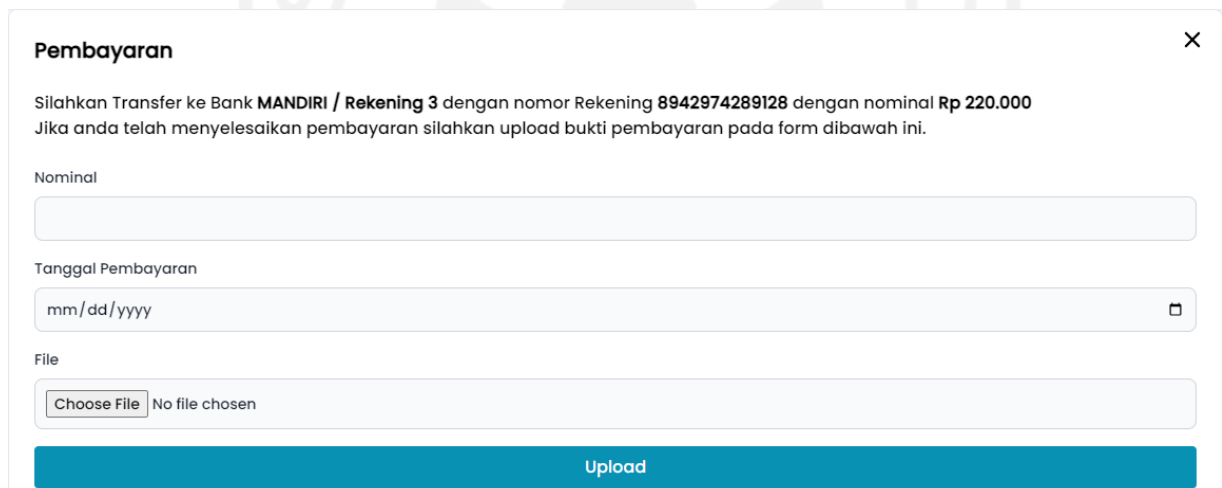 Pembayaran
Silahkan Transfer ke Bank MANDIRI / Rekening 3 dengan nomor Rekening 8942974289128 dengan nominal Rp 220.000
Jika anda telah menyelesaikan pembayaran silahkan upload bukti pembayaran pada form dibawah ini.
Nominal
Tanggal Pembayaran
mm/dd/yyyy
File
Choose File No file chosen
Upload